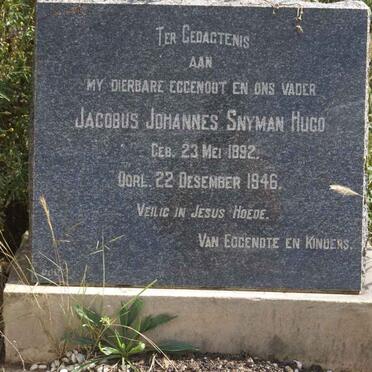 Ter Gedagtenis
aan
my dierbare eggenoot en ons vader
Jacobus Johannes Snyman Hugo
Geb. 23 Mei 1892.
Oorl. 22 Desember 1946.
Veilig in Jesus Hoede.
Van Eggenote en Kinders.